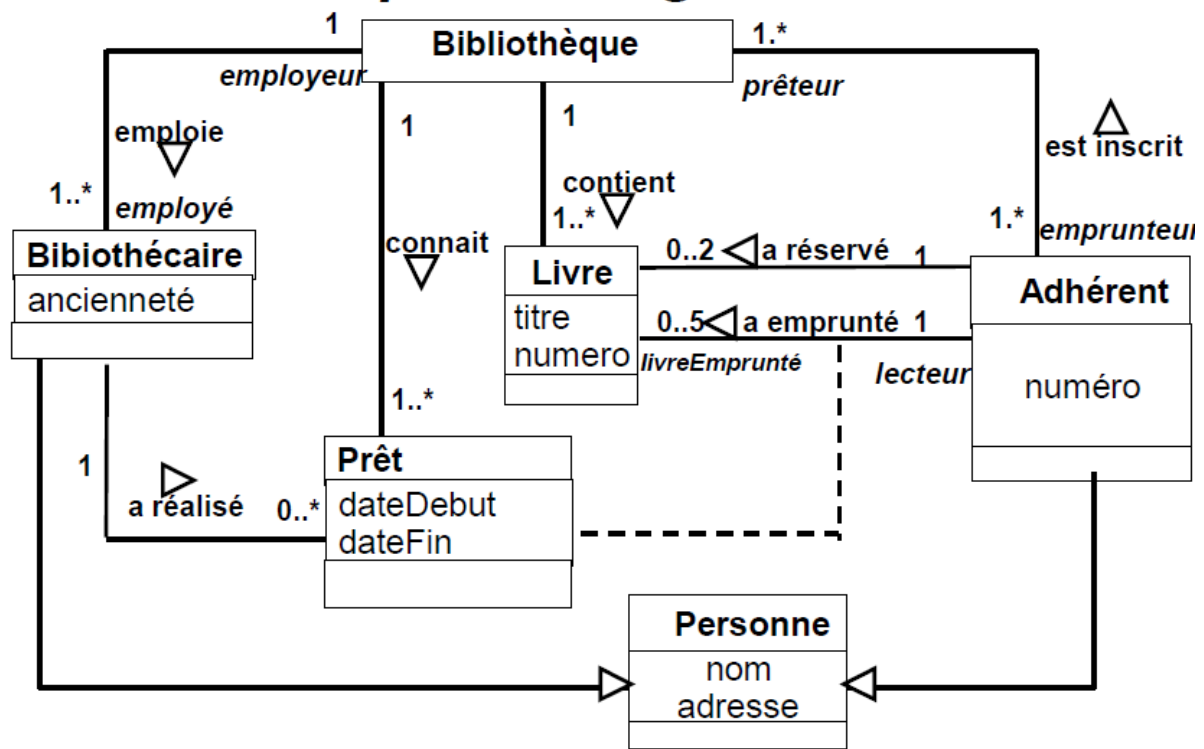 Bibliothèque
1
1.*
employeur
prêteur
1
1
emploie
est inscrit
1..*
employé
contient
1..*
1.*
emprunteur
Bibiothécaire
ancienneté
connait
Livre
titre
numero
0..2
a réservé
1
0..5
a emprunté
1
livreEmprunté
lecteur
Adhérent
numéro
1..*
1
a réalisé
0..*
Prêt
dateDebut
dateFin
Personne
nom
adresse